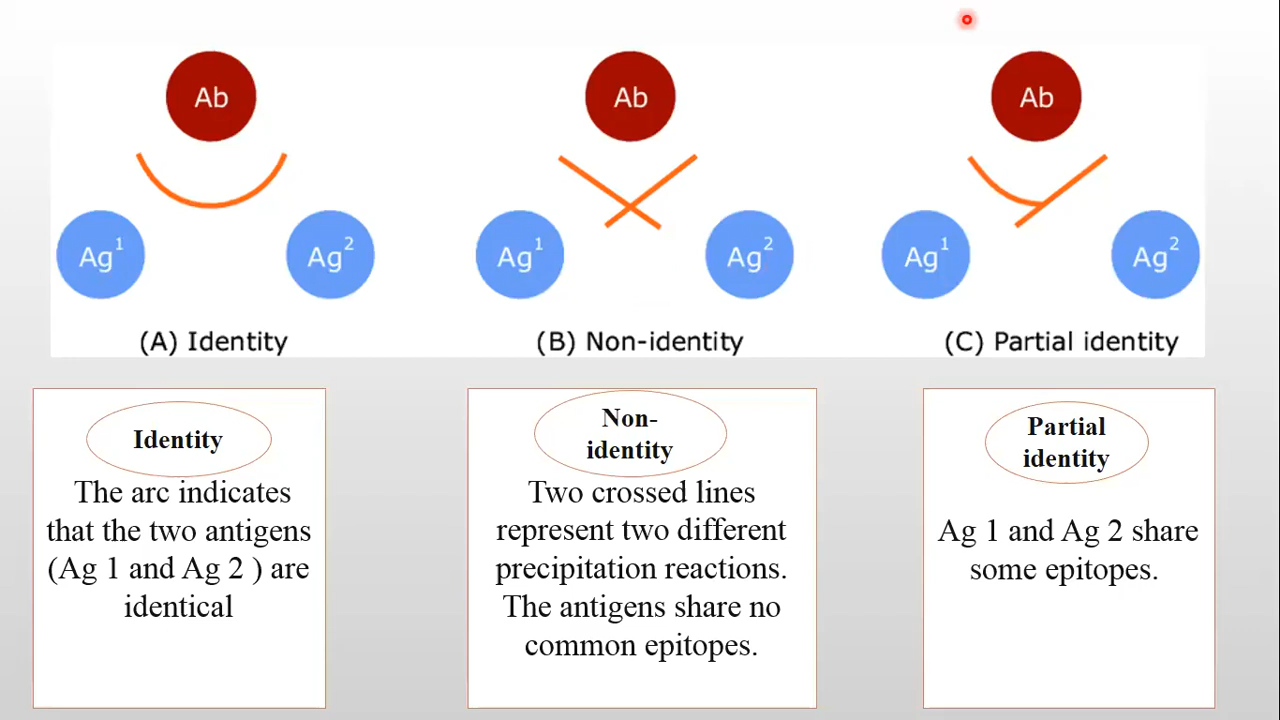 Ab
Ab
Ab
Ag¹
Ag²
Ag¹
Ag²
Ag¹
Ag²
(A) Identity
(B) Non-identity
(C) Partial identity
Identity
The arc indicates
that the two antigens
(Ag 1 and Ag 2 ) are
identical
Non-
identity
Two crossed lines
represent two different
precipitation reactions.
The antigens share no
common epitopes.
Partial
identity
Ag 1 and Ag 2 share
some epitopes.